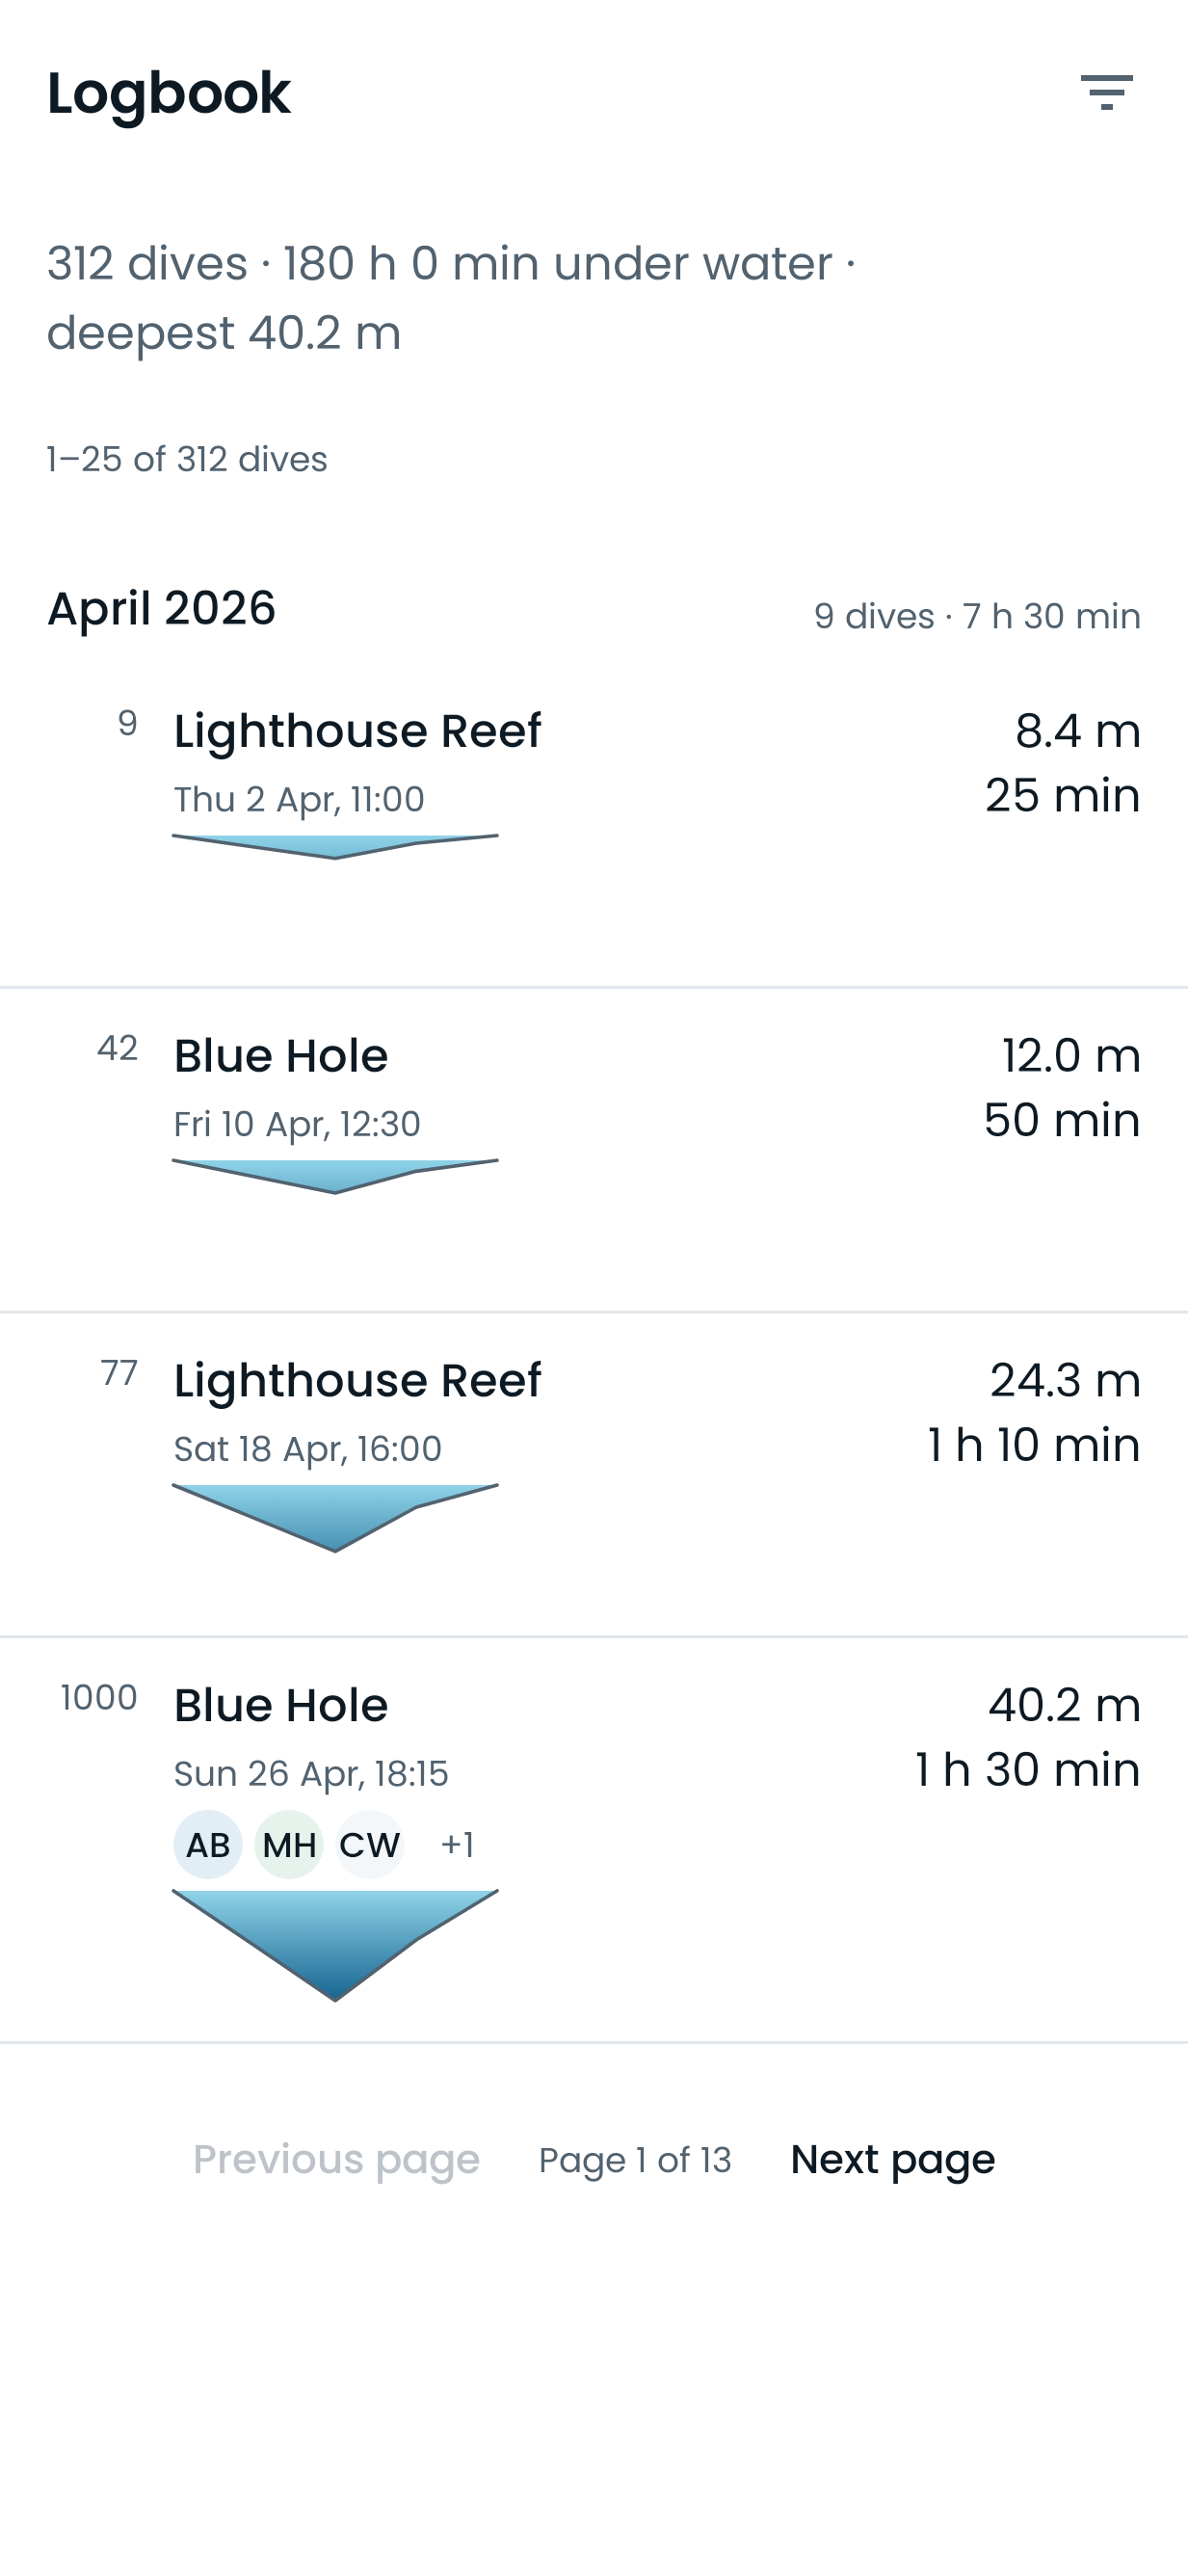 Logbook
312 dives · 180 h 0 min under water ·
deepest 40.2 m
1–25 of 312 dives
April 2026
9 dives · 7 h 30 min
9
Lighthouse Reef
8.4 m
Thu 2 Apr, 11:00
25 min
42
Blue Hole
12.0 m
Fri 10 Apr, 12:30
50 min
77
Lighthouse Reef
24.3 m
Sat 18 Apr, 16:00
1 h 10 min
1000
Blue Hole
40.2 m
Sun 26 Apr, 18:15
1 h 30 min
AB MH CW +1
Previous page
Page 1 of 13
Next page